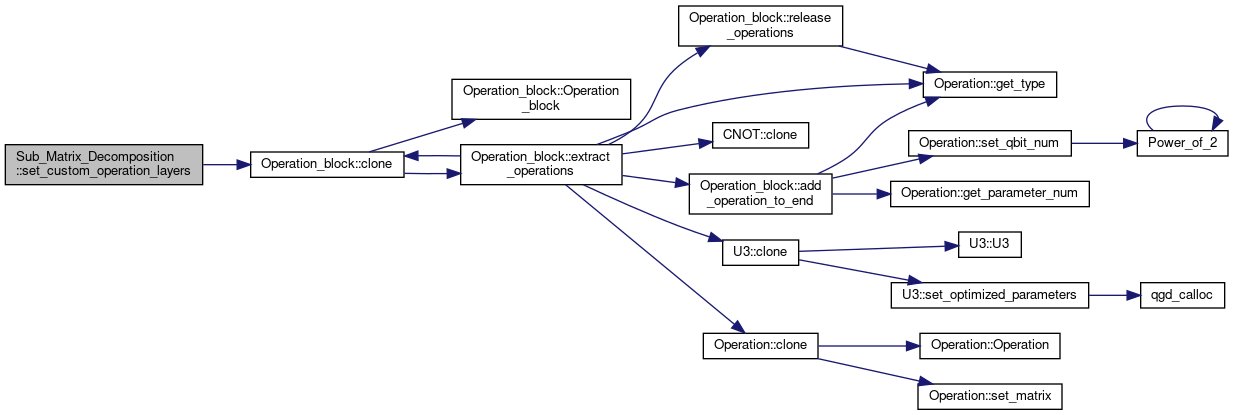 Sub_Matrix_Decomposition
::set_custom_operation_layers
Operation_block::clone
Operation_block::Operation
_block
Operation_block::extract
_operations
Operation_block::release
_operations
Operation::get_type
CNOT::clone
Operation_block::add
_operation_to_end
Operation::set_qbit_num
Power_of_2
Operation::get_parameter_num
U3::clone
U3::U3
U3::set_optimized_parameters
qgd_calloc
Operation::clone
Operation::Operation
Operation::set_matrix